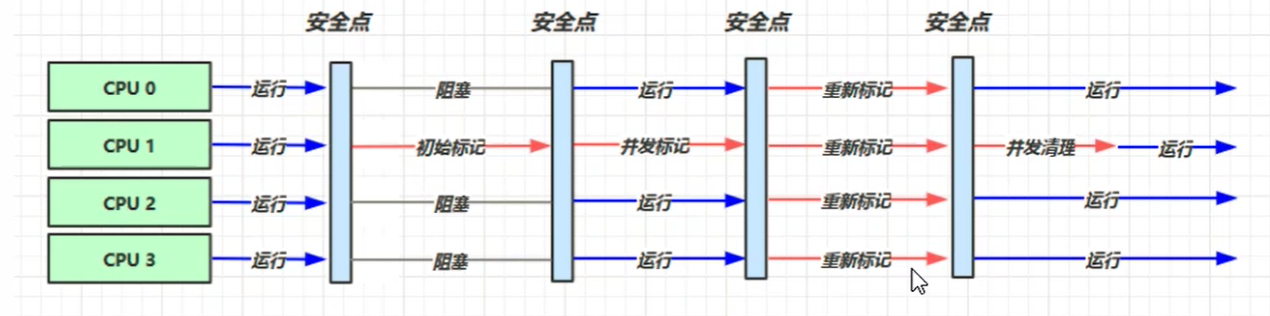 安全点 安全点 安全点 安全点
CPU 0 运行 阻塞 运行 重新标记 运行
CPU 1 运行 初始标记 并发标记 重新标记 并发清理 运行
CPU 2 运行 阻塞 运行 重新标记 运行
CPU 3 运行 阻塞 运行 重新标记 运行